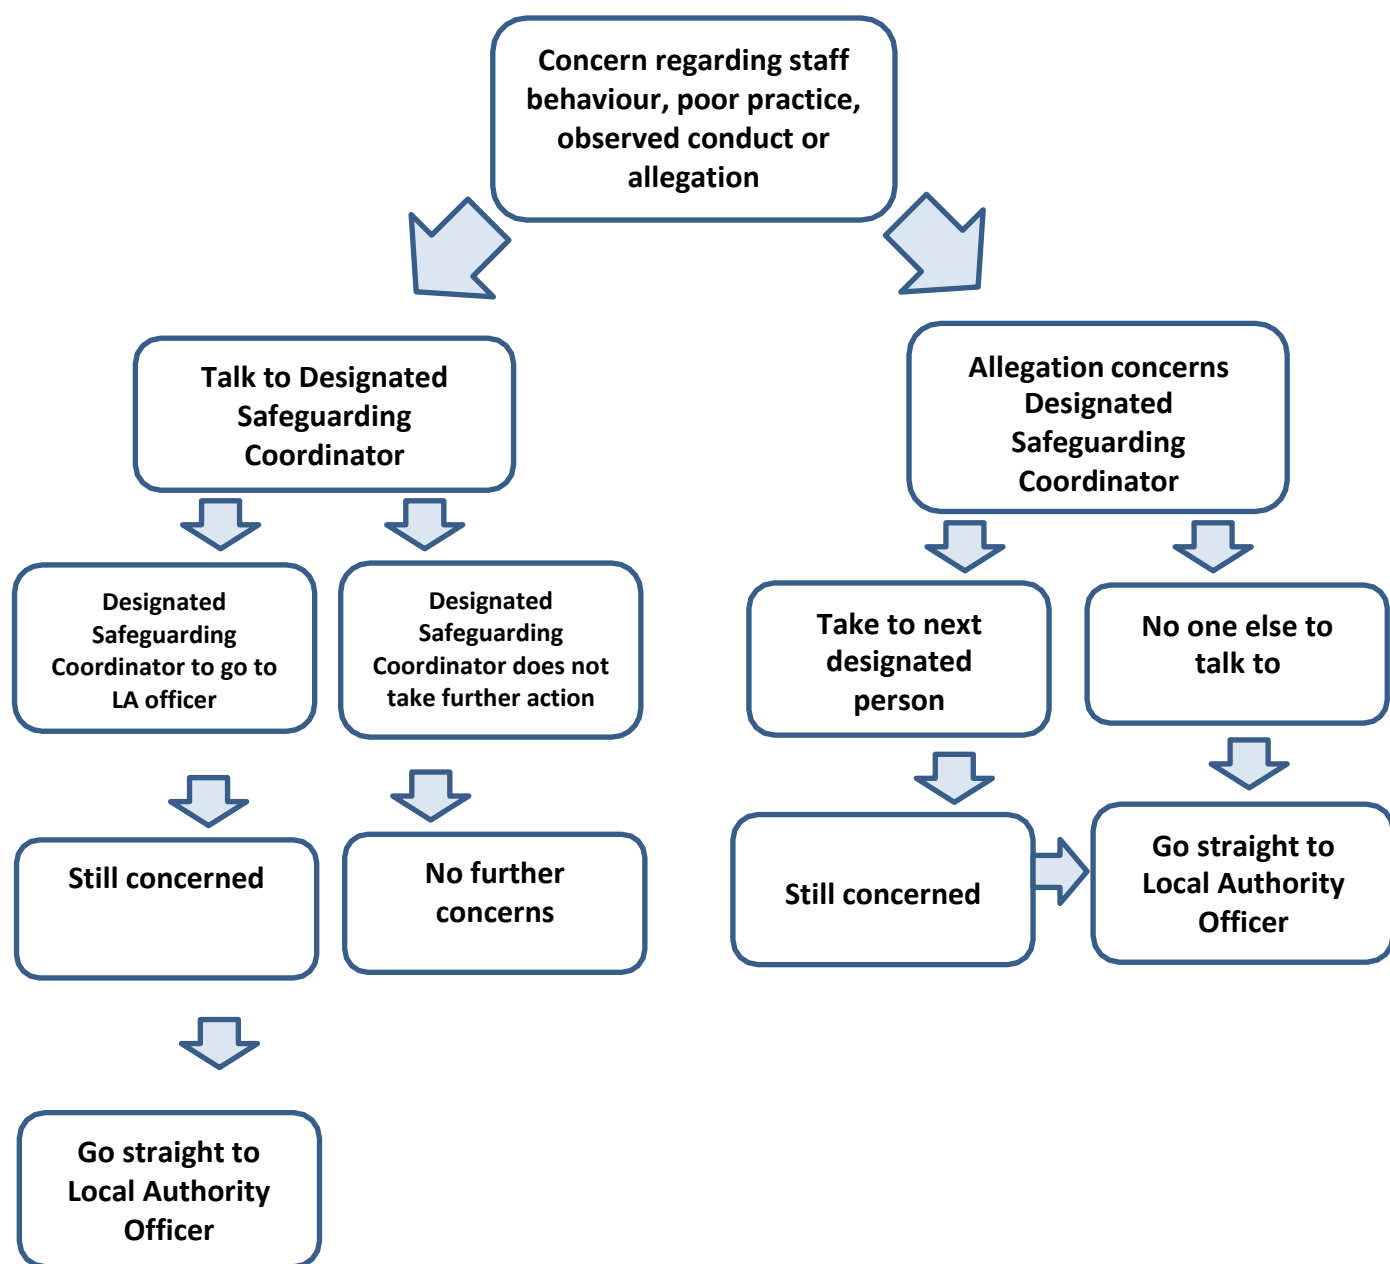 Concern regarding staff
behaviour, poor practice,
observed conduct or
allegation
Talk to Designated
Safeguarding
Coordinator
Allegation concerns
Designated
Safeguarding
Coordinator
Designated
Safeguarding
Coordinator to go to
LA officer
Designated
Safeguarding
Coordinator does not
take further action
Take to next
designated
person
No one else to
talk to
Still concerned
No further
concerns
Still concerned
Go straight to
Local Authority
Officer
Go straight to
Local Authority
Officer